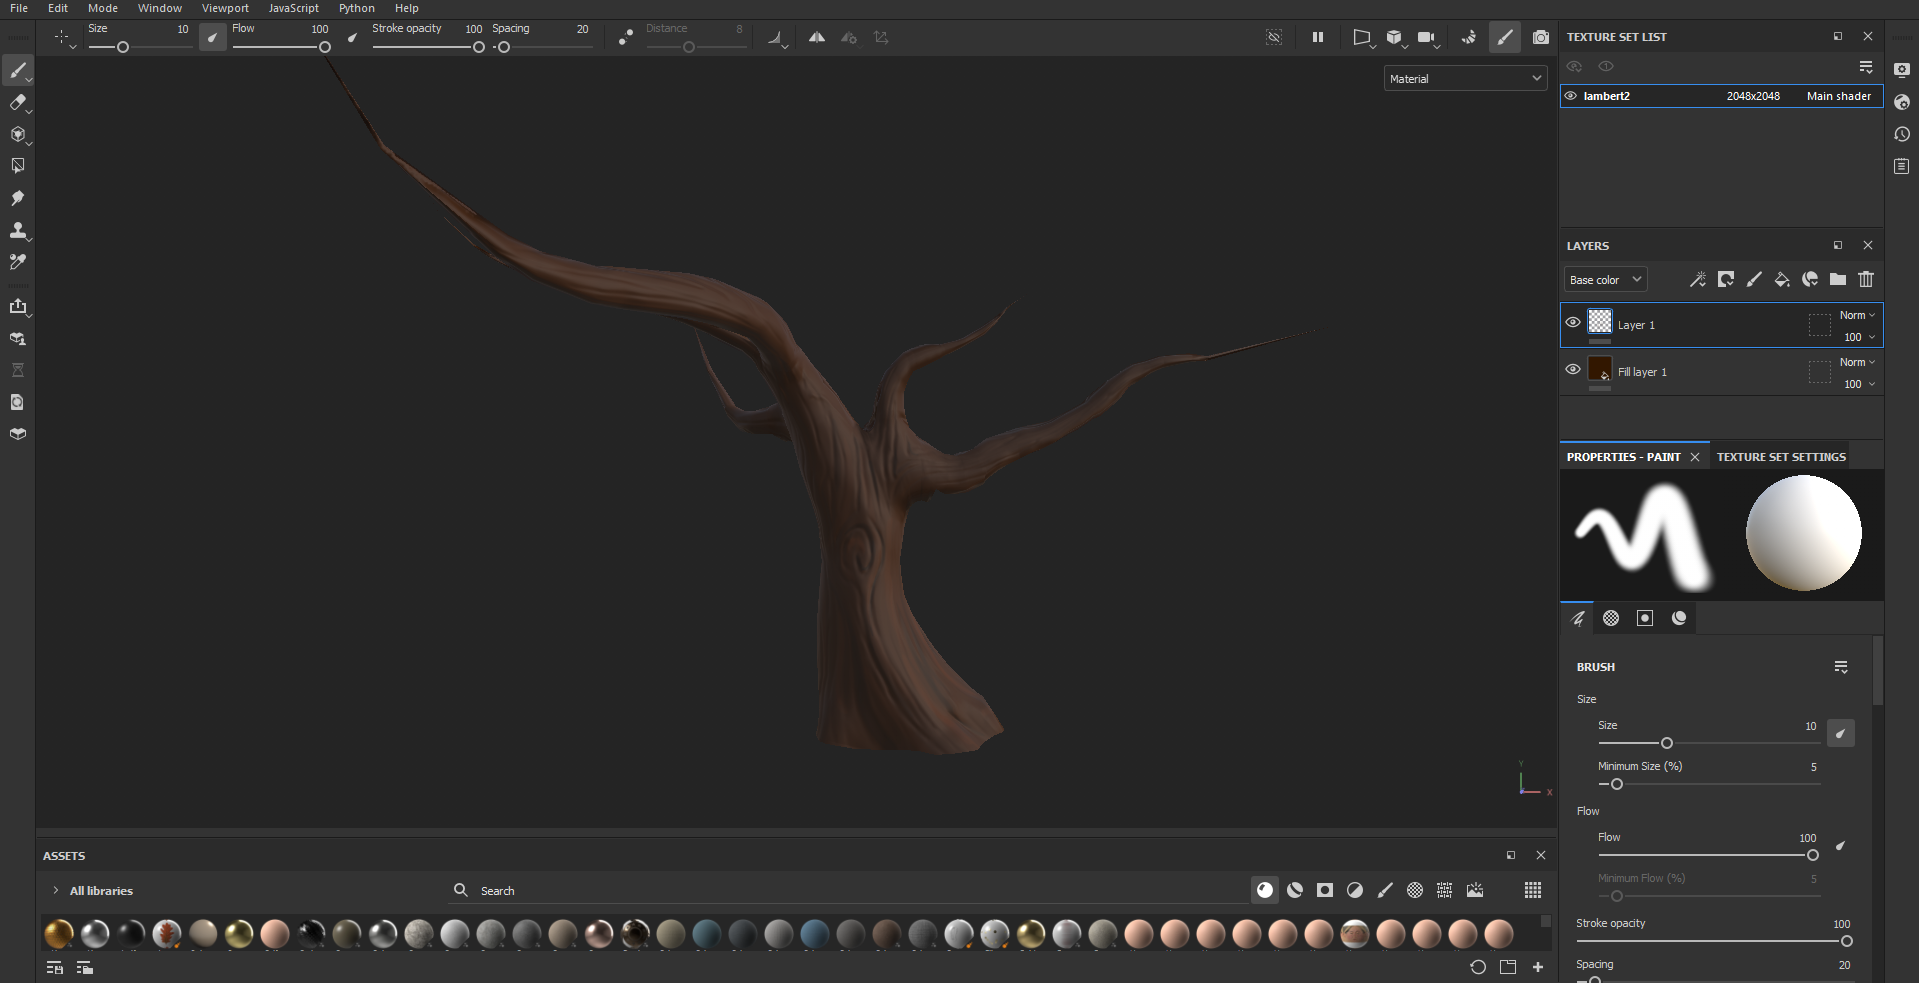 File Edit Mode Window Viewport JavaScript Python Help
Size 10 Flow 100 Stroke opacity 100 Spacing 20 Distance 8
Material
TEXTURE SET LIST
lambert2 2048x2048 Main shader
LAYERS
Base color
Layer 1 Norm 100
Fill layer 1 Norm 100
PROPERTIES - PAINT TEXTURE SET SETTINGS
BRUSH
Size
Size 10
Minimum Size (%) 5
Flow
Flow 100
Minimum Flow (%) 5
Stroke opacity 100
Spacing 20
Y
X
ASSETS
All libraries Search